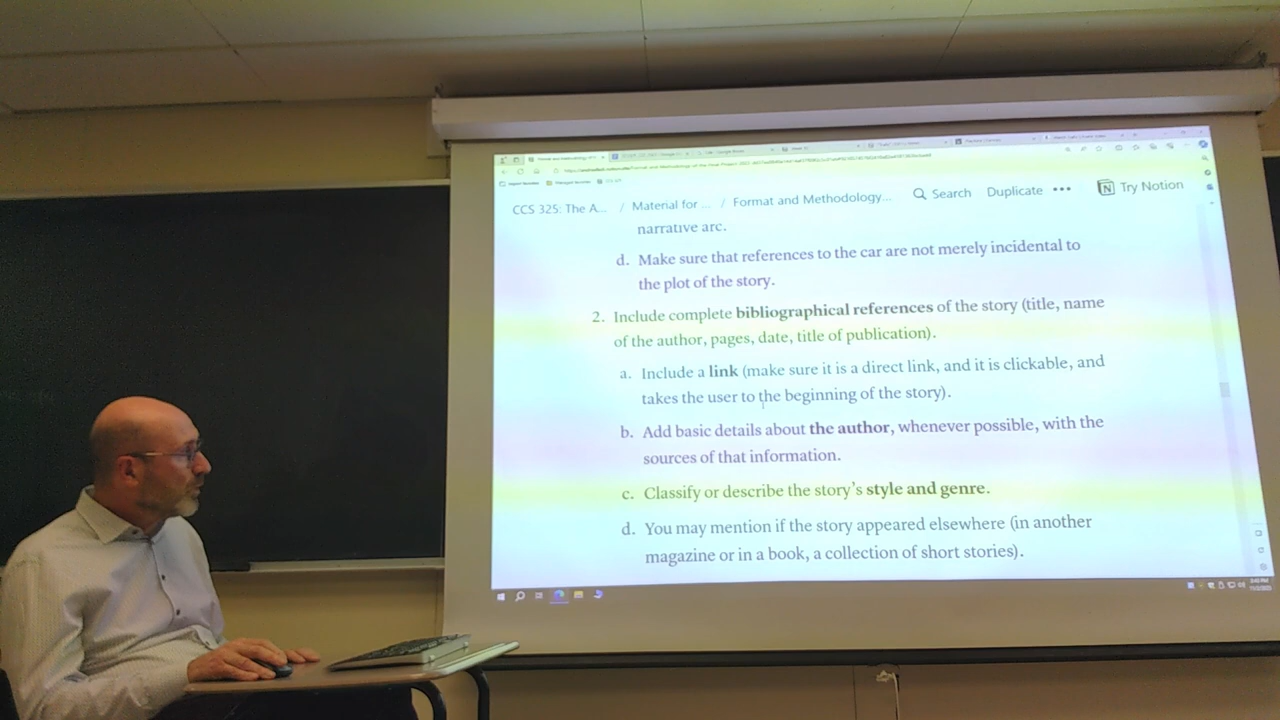 CCS 325: The A... / Material for ... / Format and Methodology... Search Duplicate ••• Try Notion
narrative arc.
d. Make sure that references to the car are not merely incidental to
the plot of the story.
2. Include complete bibliographical references of the story (title, name
of the author, pages, date, title of publication).
a. Include a link (make sure it is a direct link, and it is clickable, and
takes the user to the beginning of the story).
b. Add basic details about the author, whenever possible, with the
sources of that information.
c. Classify or describe the story's style and genre.
d. You may mention if the story appeared elsewhere (in another
magazine or in a book, a collection of short stories).